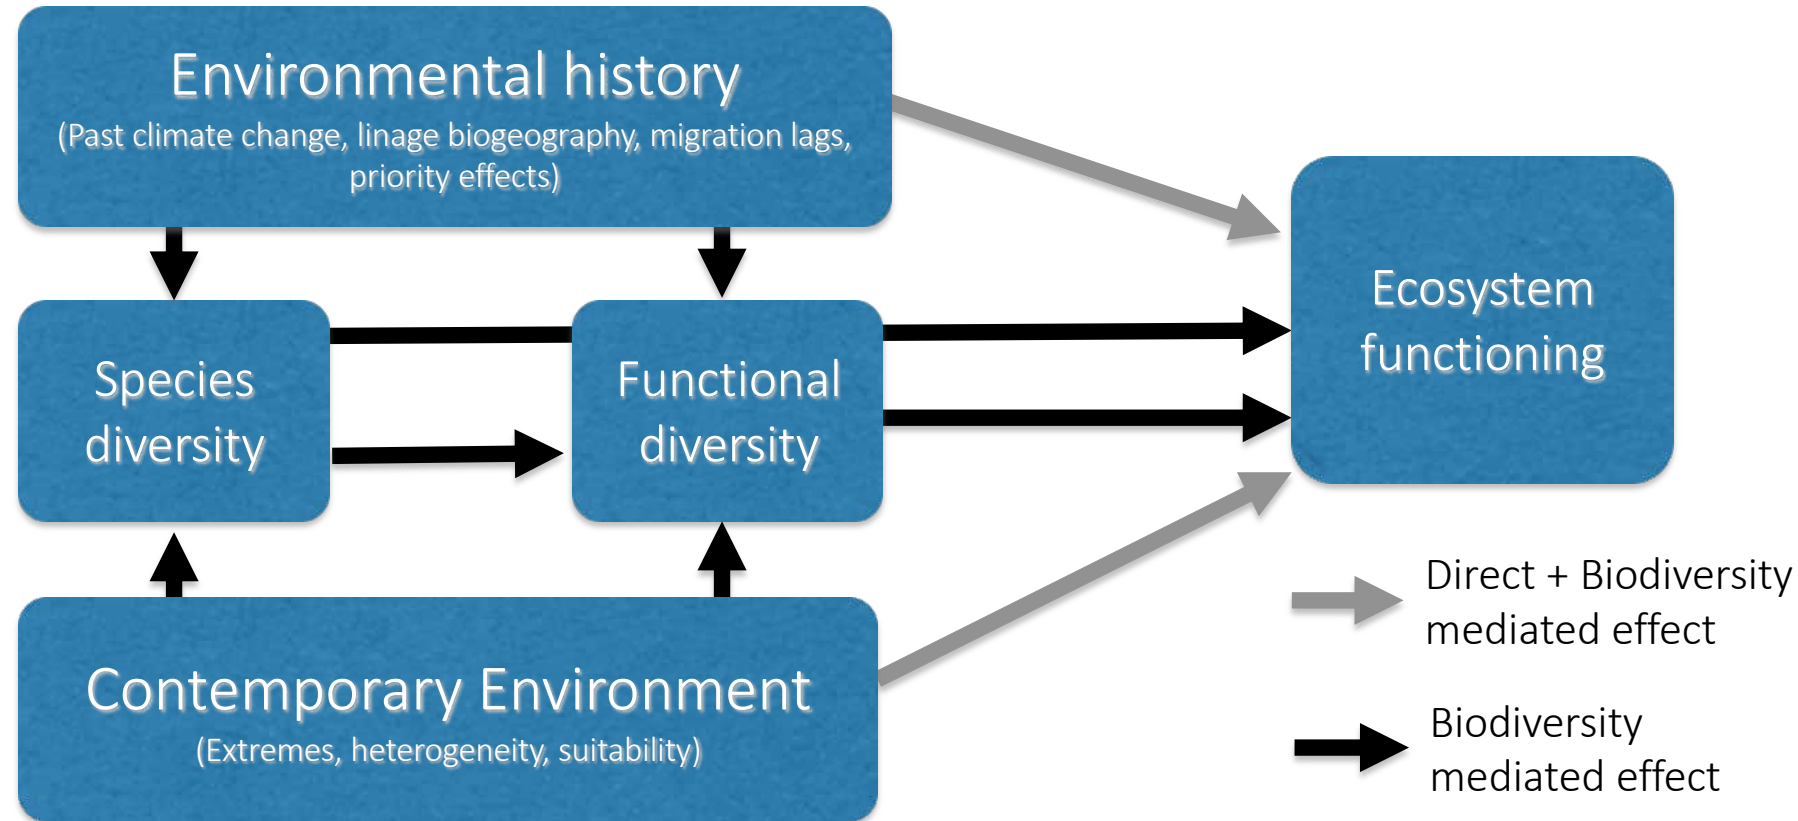 Environmental history
(Past climate change, linage biogeography, migration lags,
priority effects)
Species
diversity
Functional
diversity
Ecosystem
functioning
Contemporary Environment
(Extremes, heterogeneity, suitability)
Direct + Biodiversity
mediated effect
Biodiversity
mediated effect